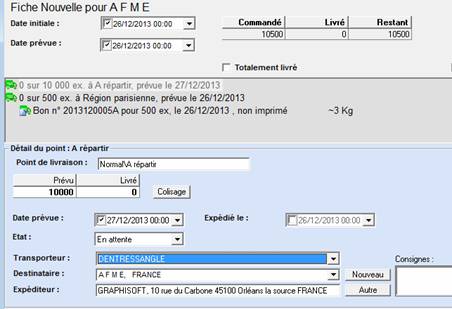 Fiche Nouvelle pour A F M E
Date initiale : 26/12/2013 00:00
Commandé Livré Restant
10500 0 10500
Date prévue : 26/12/2013 00:00
Totalement livré
0 sur 10 000 ex. à A répartir, prévue le 27/12/2013
0 sur 500 ex. à Région parisienne, prévue le 26/12/2013
Bon n° 2013120005A pour 500 ex, le 26/12/2013 , non imprimé ~3 Kg
Détail du point : A répartir
Point de livraison : Normal\A répartir
Prévu Livré
10000 0 Colisage
Date prévue : 27/12/2013 00:00 Expédié le : 26/12/2013 00:00
Etat : En attente
Transporteur : DENTRESSANGLE Consignes :
Destinataire : A F M E, FRANCE Nouveau
Expéditeur : GRAPHISOFT, 10 rue du Carbone 45100 Orléans la source FRANCE Autre